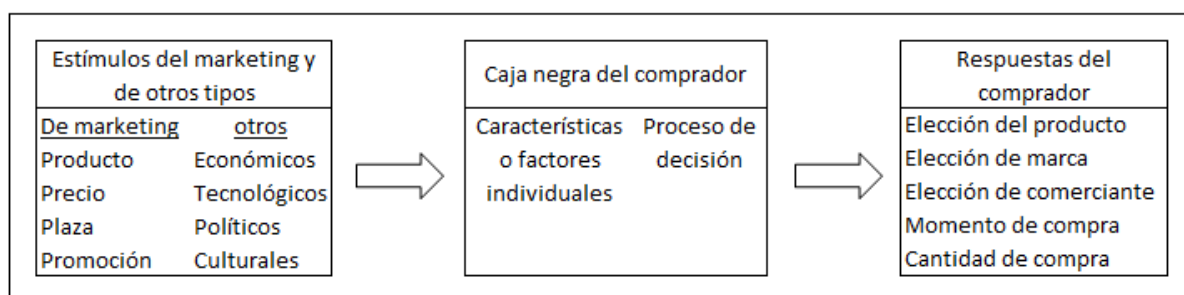 Estímulos del marketing y
de otros tipos
De marketing otros
Producto Económicos
Precio Tecnológicos
Plaza Políticos
Promoción Culturales
Caja negra del comprador
Características Proceso de
o factores decisión
individuales
Respuestas del
comprador
Elección del producto
Elección de marca
Elección de comerciante
Momento de compra
Cantidad de compra